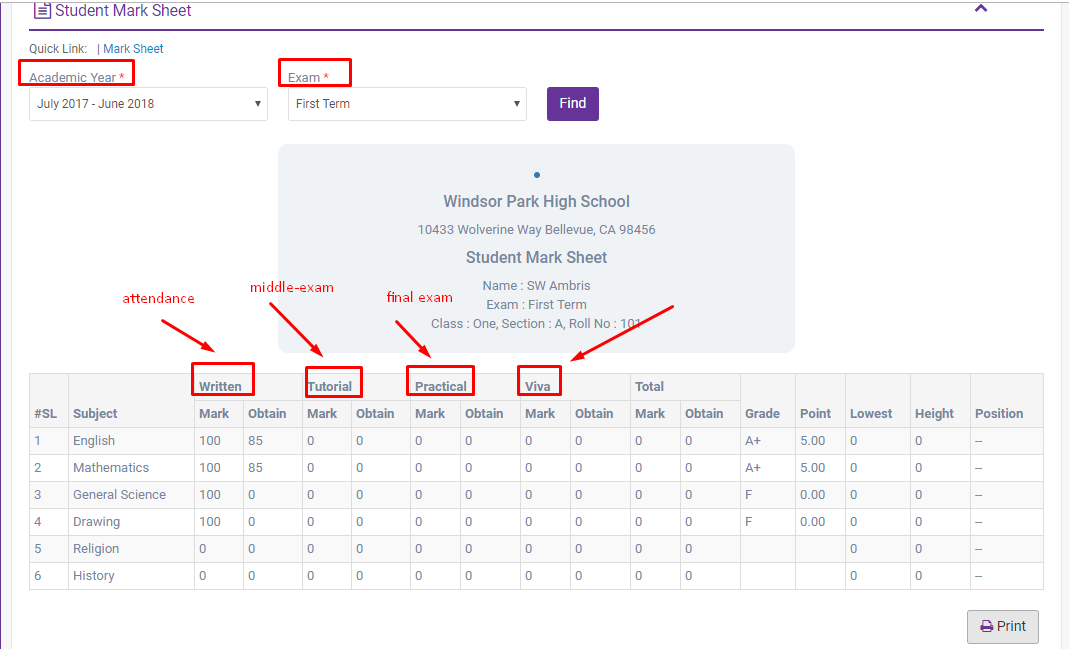 Student Mark Sheet
Quick Link: | Mark Sheet
Academic Year * Exam *
July 2017 - June 2018 First Term Find
Windsor Park High School
10433 Wolverine Way Bellevue, CA 98456
Student Mark Sheet
Name : SW Ambris
Exam : First Term
Class : One, Section : A, Roll No : 101
attendance middle-exam final exam
Written Tutorial Practical Viva Total
#SL Subject Mark Obtain Mark Obtain Mark Obtain Mark Obtain Mark Obtain Grade Point Lowest Height Position
1 English 100 85 0 0 0 0 0 0 0 0 A+ 5.00 0 0 --
2 Mathematics 100 85 0 0 0 0 0 0 0 0 A+ 5.00 0 0 --
3 General Science 100 0 0 0 0 0 0 0 0 0 F 0.00 0 0 --
4 Drawing 100 0 0 0 0 0 0 0 0 0 F 0.00 0 0 --
5 Religion 0 0 0 0 0 0 0 0 0 0 0 0 --
6 History 0 0 0 0 0 0 0 0 0 0 0 0 --
Print